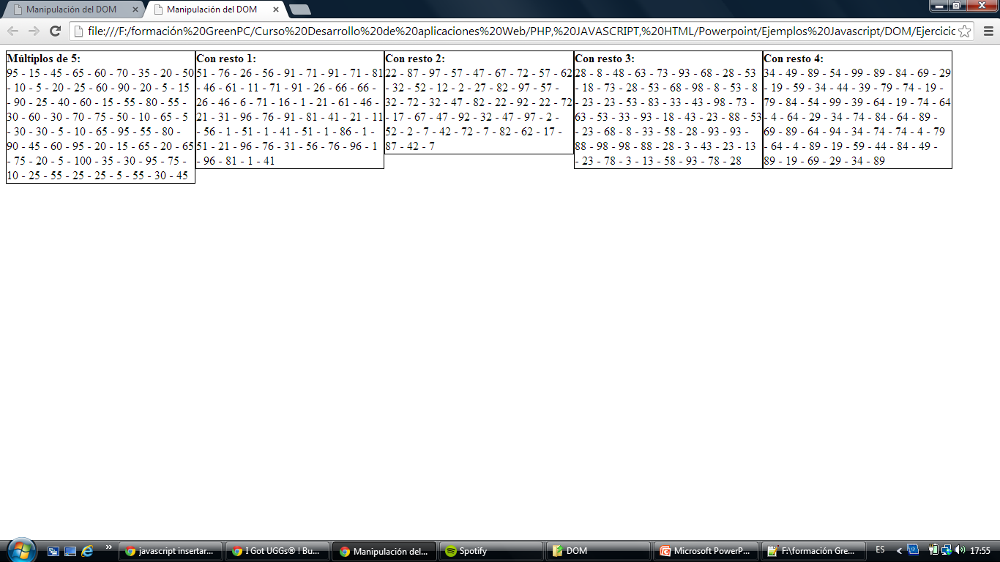 Manipulación del DOM
Manipulación del DOM
file:///F:/formación%20GreenPC/Curso%20Desarrollo%20de%20aplicaciones%20Web/PHP,%20JAVASCRIPT,%20HTML/Powerpoint/Ejemplos%20Javascript/DOM/Ejercicic
Múltiplos de 5:
95 - 15 - 45 - 65 - 60 - 70 - 35 - 20 - 50
- 10 - 5 - 20 - 25 - 60 - 90 - 20 - 5 - 15
- 90 - 25 - 40 - 60 - 15 - 55 - 80 - 55 -
30 - 60 - 30 - 70 - 75 - 50 - 10 - 65 - 5
- 30 - 30 - 5 - 10 - 65 - 95 - 55 - 80 -
90 - 45 - 60 - 95 - 20 - 15 - 65 - 20 - 65
- 75 - 20 - 5 - 100 - 35 - 30 - 95 - 75 -
10 - 25 - 55 - 25 - 25 - 5 - 55 - 30 - 45
Con resto 1:
51 - 76 - 26 - 56 - 91 - 71 - 91 - 71 - 81
- 46 - 61 - 11 - 71 - 91 - 26 - 66 - 66 -
26 - 46 - 6 - 71 - 16 - 1 - 21 - 61 - 46 -
21 - 31 - 96 - 76 - 91 - 81 - 41 - 21 - 11
- 56 - 1 - 51 - 1 - 41 - 51 - 1 - 86 - 1 -
51 - 21 - 96 - 76 - 31 - 56 - 76 - 96 - 1
- 96 - 81 - 1 - 41
Con resto 2:
22 - 87 - 97 - 57 - 47 - 67 - 72 - 57 - 62
- 32 - 52 - 12 - 2 - 27 - 82 - 97 - 57 -
32 - 72 - 32 - 47 - 82 - 22 - 92 - 22 - 72
- 17 - 67 - 47 - 92 - 32 - 47 - 97 - 2 -
52 - 2 - 7 - 42 - 72 - 7 - 82 - 62 - 17 -
87 - 42 - 7
Con resto 3:
28 - 8 - 48 - 63 - 73 - 93 - 68 - 28 - 53
- 18 - 73 - 28 - 53 - 68 - 98 - 8 - 53 - 8
- 23 - 23 - 53 - 83 - 33 - 43 - 98 - 73 -
63 - 53 - 33 - 93 - 18 - 43 - 23 - 88 - 53
- 23 - 68 - 8 - 33 - 58 - 28 - 93 - 93 -
88 - 98 - 98 - 88 - 28 - 3 - 43 - 23 - 13
- 23 - 78 - 3 - 13 - 58 - 93 - 78 - 28
Con resto 4:
34 - 49 - 89 - 54 - 99 - 89 - 84 - 69 - 29
- 19 - 59 - 34 - 44 - 39 - 79 - 74 - 19 -
79 - 84 - 54 - 99 - 39 - 64 - 19 - 74 - 64
- 4 - 64 - 29 - 34 - 74 - 84 - 64 - 89 -
69 - 89 - 64 - 94 - 34 - 74 - 74 - 4 - 79
- 64 - 4 - 89 - 19 - 59 - 44 - 84 - 49 -
89 - 19 - 69 - 29 - 34 - 89
javascript insertar...
I Got UGGs® ! Bu...
Manipulación del...
Spotify
DOM
Microsoft PowerP...
F:\formación Gre...
ES
17:55